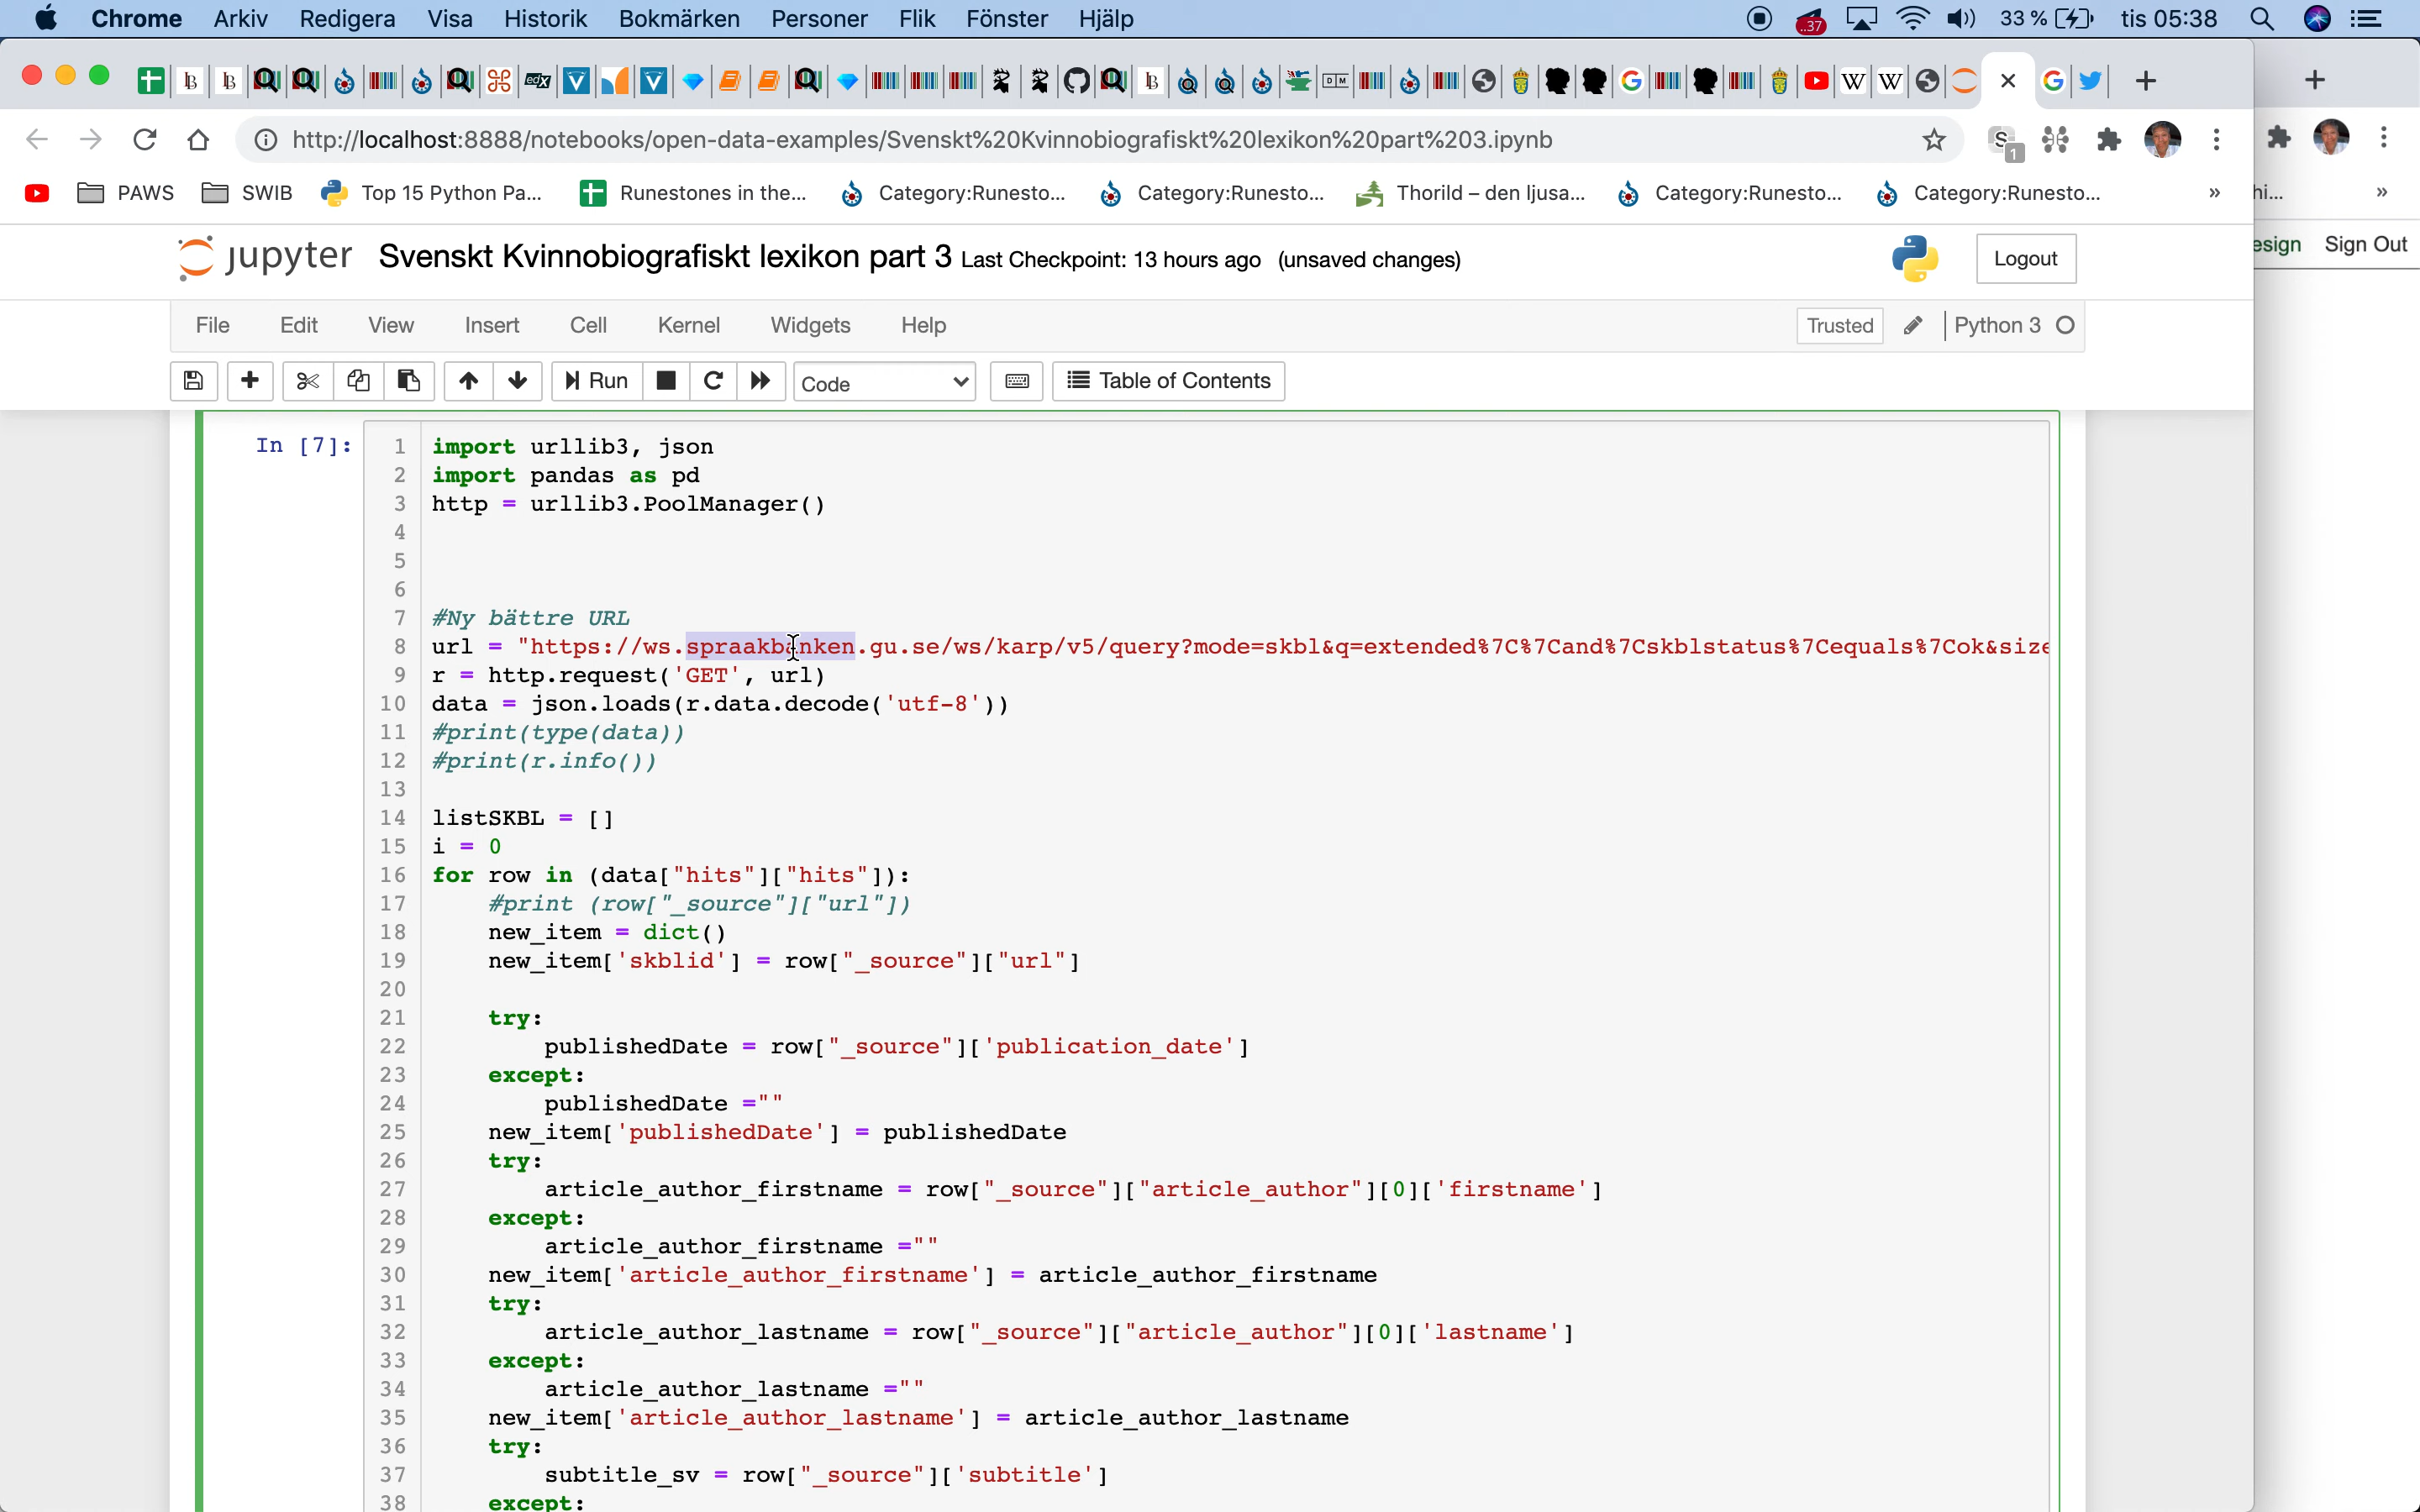 Chrome Arkiv Redigera Visa Historik Bokmärken Personer Flik Fönster Hjälp ..37 33 % tis 05:38
http://localhost:8888/notebooks/open-data-examples/Svenskt%20Kvinnobiografiskt%20lexikon%20part%203.ipynb
PAWS SWIB Top 15 Python Pa... Runestones in the... Category:Runesto... Category:Runesto... Thorild – den ljusa... Category:Runesto... Category:Runesto... » hi... »
jupyter Svenskt Kvinnobiografiskt lexikon part 3 Last Checkpoint: 13 hours ago (unsaved changes) Logout esign Sign Out
File Edit View Insert Cell Kernel Widgets Help Trusted Python 3
Run Code Table of Contents
In [7]:
1 import urllib3, json
2 import pandas as pd
3 http = urllib3.PoolManager()
4
5
6
7 #Ny bättre URL
8 url = "https://ws.spraakbanken.gu.se/ws/karp/v5/query?mode=skbl&q=extended%7C%7Cand%7Cskblstatus%7Cequals%7Cok&size
9 r = http.request('GET', url)
10 data = json.loads(r.data.decode('utf-8'))
11 #print(type(data))
12 #print(r.info())
13
14 listSKBL = []
15 i = 0
16 for row in (data["hits"]["hits"]):
17 #print (row["_source"]["url"])
18 new_item = dict()
19 new_item['skblid'] = row["_source"]["url"]
20
21 try:
22 publishedDate = row["_source"]['publication_date']
23 except:
24 publishedDate =""
25 new_item['publishedDate'] = publishedDate
26 try:
27 article_author_firstname = row["_source"]["article_author"][0]['firstname']
28 except:
29 article_author_firstname =""
30 new_item['article_author_firstname'] = article_author_firstname
31 try:
32 article_author_lastname = row["_source"]["article_author"][0]['lastname']
33 except:
34 article_author_lastname =""
35 new_item['article_author_lastname'] = article_author_lastname
36 try:
37 subtitle_sv = row["_source"]['subtitle']
38 except: